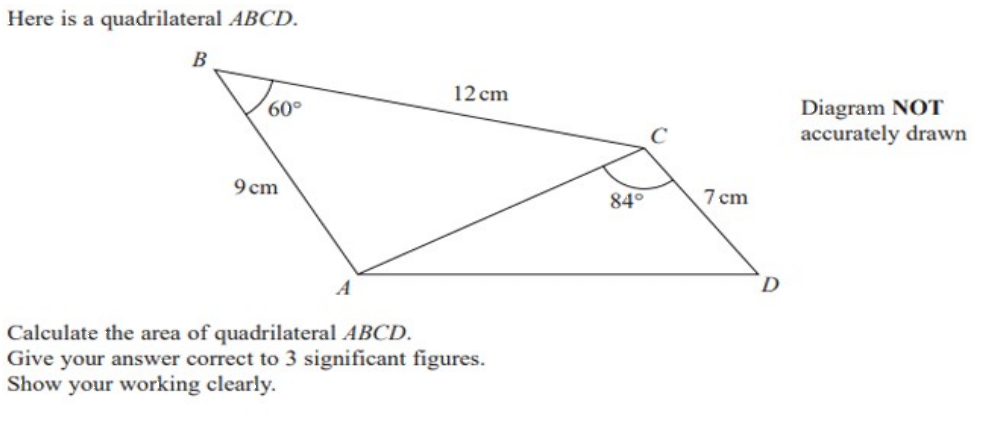 Here is a quadrilateral ABCD.
B
12 cm
60°
Diagram NOT
accurately drawn
C
9 cm
84°
7 cm
A
D
Calculate the area of quadrilateral ABCD.
Give your answer correct to 3 significant figures.
Show your working clearly.